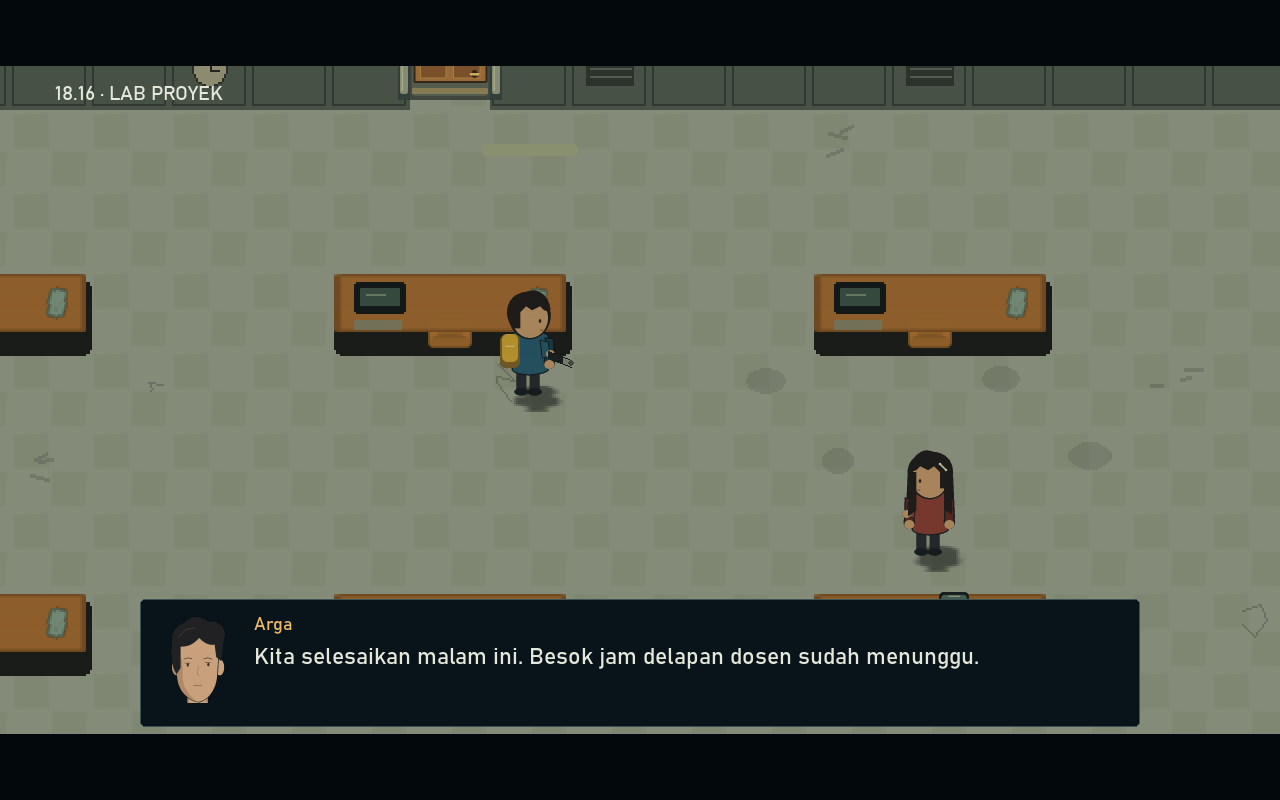 18.16 · LAB PROYEK
Arga
Kita selesaikan malam ini. Besok jam delapan dosen sudah menunggu.